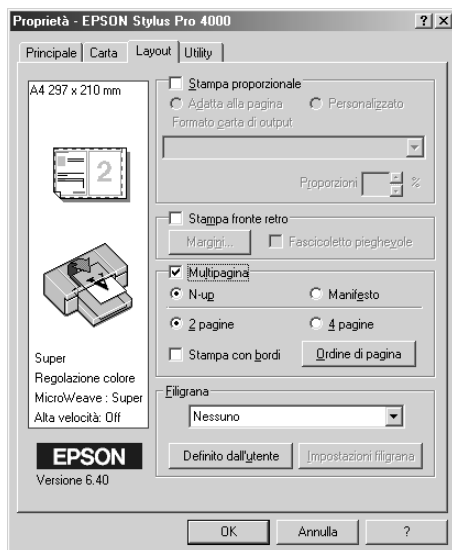 Proprietà - EPSON Stylus Pro 4000
Principale Carta Layout Utility
A4 297 x 210 mm
2
A
Super
Regolazione colore
MicroWeave : Super
Alta velocità: Off
EPSON
Versione 6.40
Stampa proporzionale
Adatta alla pagina Personalizzato
Formato carta di output
Proporzioni %
Stampa fronte retro
Margini... Fascicoletto pieghevole
Multipagina
N-up Manifesto
2 pagine 4 pagine
Stampa con bordi Ordine di pagina
Filigrana
Nessuno
Definito dall'utente Impostazioni filigrana
OK Annulla ?